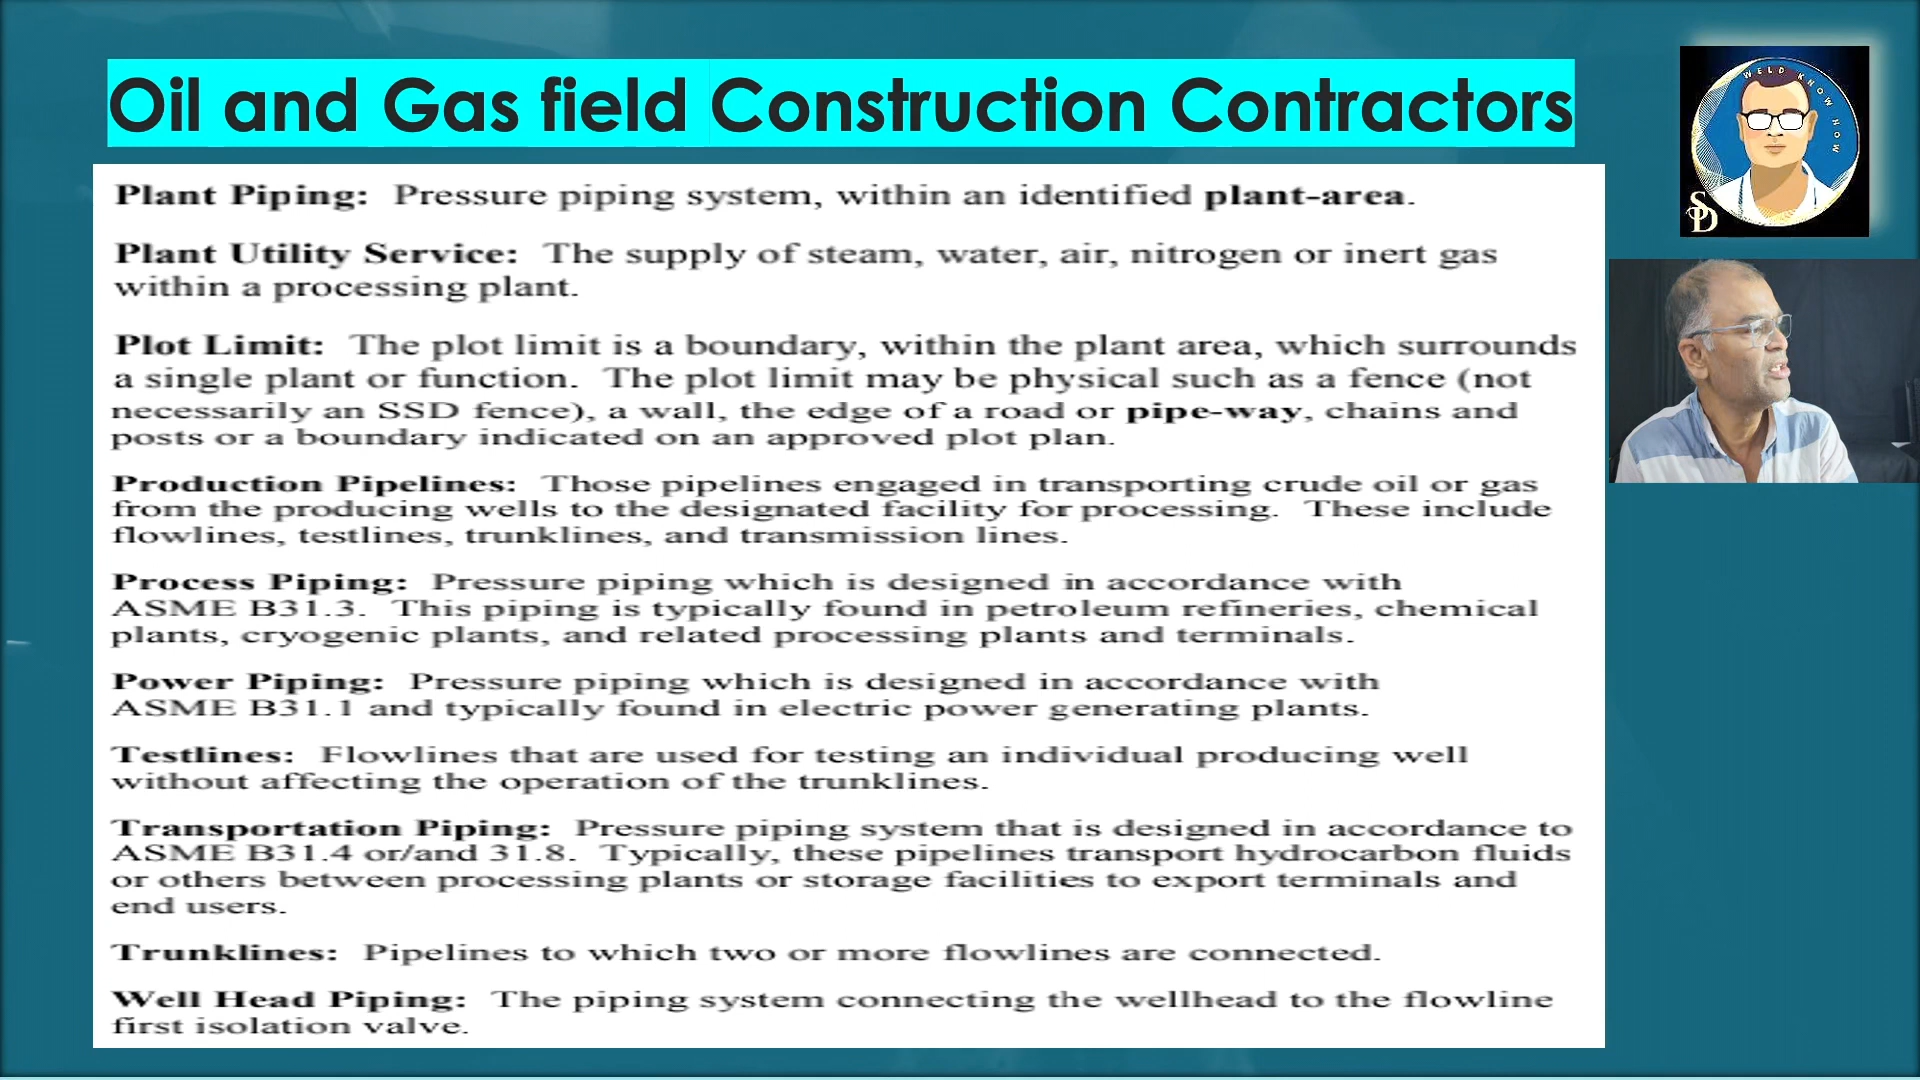 Oil and Gas field Construction Contractors
WELD KNOW HOW
SD
Plant Piping: Pressure piping system, within an identified plant-area.
Plant Utility Service: The supply of steam, water, air, nitrogen or inert gas
within a processing plant.
Plot Limit: The plot limit is a boundary, within the plant area, which surrounds
a single plant or function. The plot limit may be physical such as a fence (not
necessarily an SSD fence), a wall, the edge of a road or pipe-way, chains and
posts or a boundary indicated on an approved plot plan.
Production Pipelines: Those pipelines engaged in transporting crude oil or gas
from the producing wells to the designated facility for processing. These include
flowlines, testlines, trunklines, and transmission lines.
Process Piping: Pressure piping which is designed in accordance with
ASME B31.3. This piping is typically found in petroleum refineries, chemical
plants, cryogenic plants, and related processing plants and terminals.
Power Piping: Pressure piping which is designed in accordance with
ASME B31.1 and typically found in electric power generating plants.
Testlines: Flowlines that are used for testing an individual producing well
without affecting the operation of the trunklines.
Transportation Piping: Pressure piping system that is designed in accordance to
ASME B31.4 or/and 31.8. Typically, these pipelines transport hydrocarbon fluids
or others between processing plants or storage facilities to export terminals and
end users.
Trunklines: Pipelines to which two or more flowlines are connected.
Well Head Piping: The piping system connecting the wellhead to the flowline
first isolation valve.